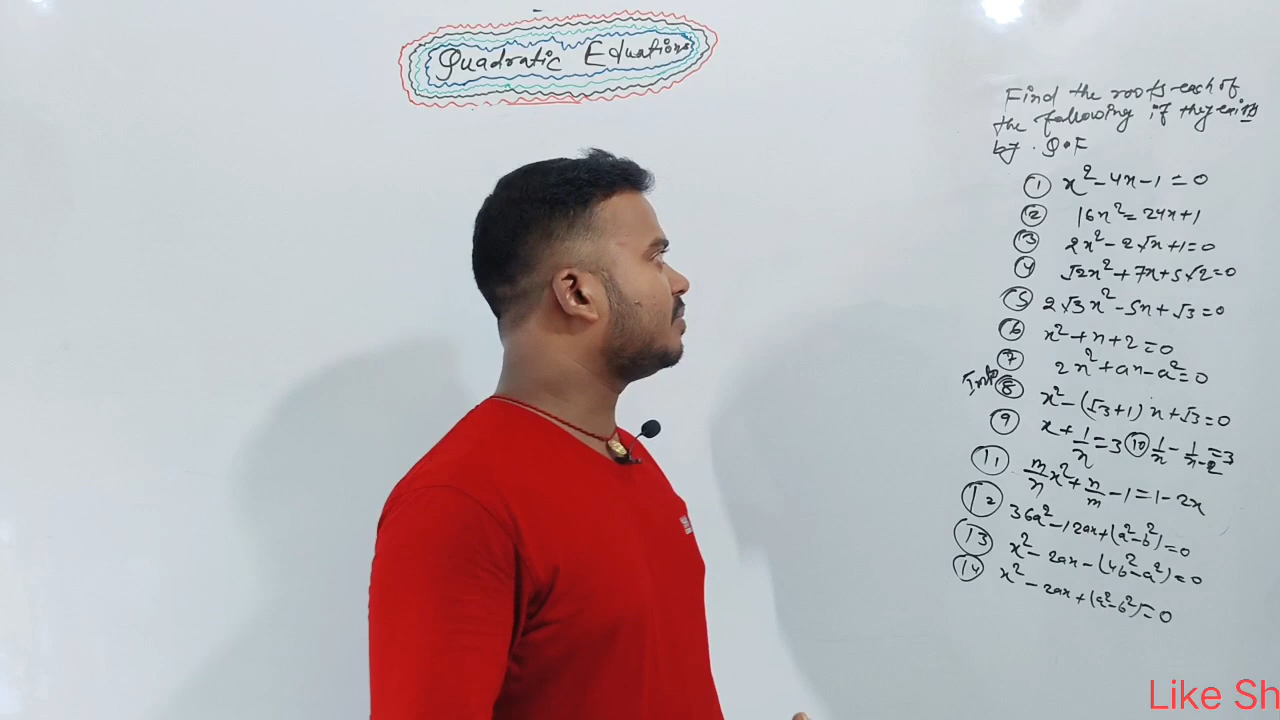 Quadratic Equations
Find the roots each of
the following if they exists
by . Q.F
① x² - 4x - 1 = 0
② 16x² = 24x + 1
③ 2x² - 2√x + 1 = 0
④ √2x² + 7x + 5√2 = 0
⑤ 2√3x² - 5x + √3 = 0
⑥ x² + x + 2 = 0
⑦ 2x² + ax - a² = 0
⑧ x² - (√3+1)x + √3 = 0
⑨ x + 1/x = 3 ⑩ 1/x - 1/x-2 = 3
⑪ m/n x² + n/m - 1 = 1 - 2x
⑫ 36a² - 12ax + (a² - b²) = 0
⑬ x² - 2ax - (4b² - a²) = 0
⑭ x² - 2ax + (a² - b²) = 0
Like Sh